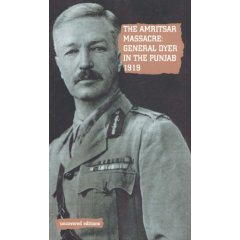 THE AMRITSAR
MASSACRE:
GENERAL DYER
IN THE PUNJAB
1919
uncovered editions